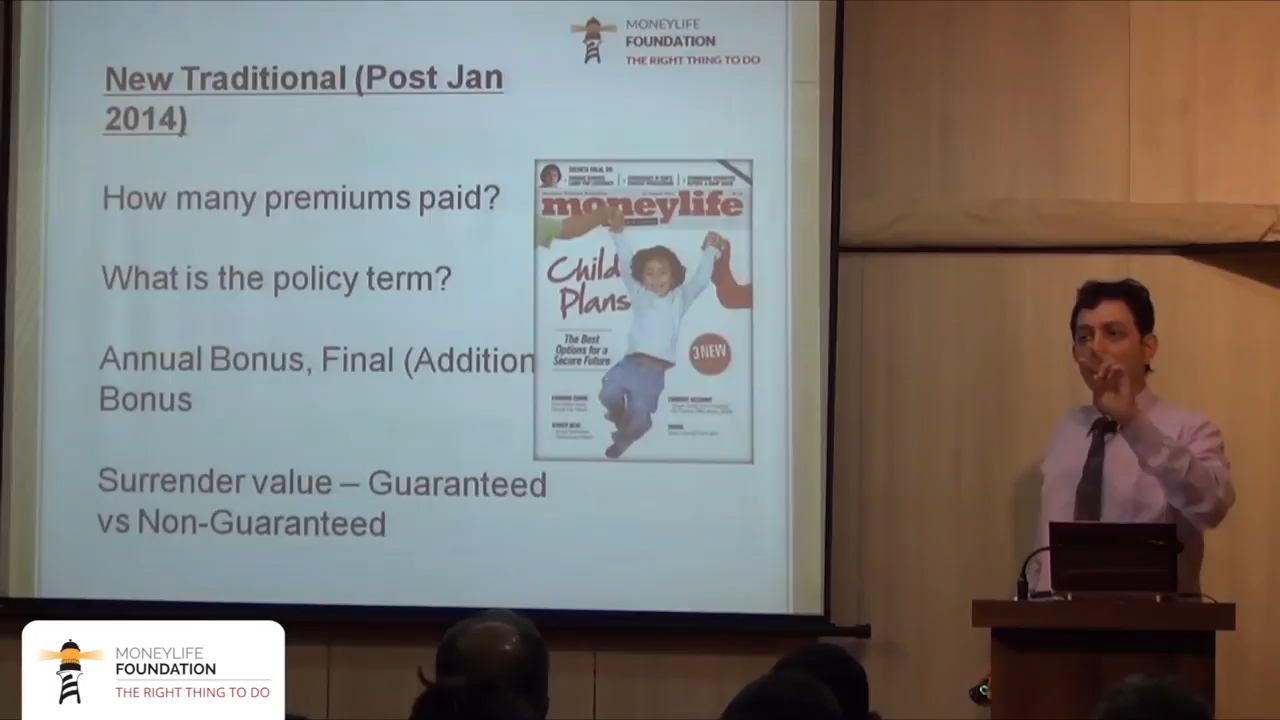 MONEYLIFE
FOUNDATION
THE RIGHT THING TO DO
New Traditional (Post Jan
2014)
How many premiums paid?
What is the policy term?
Annual Bonus, Final (Addition
Bonus
Surrender value – Guaranteed
vs Non-Guaranteed
moneylife
Child
Plans
The Best
Options for a
Secure Future
3 NEW
MONEYLIFE
FOUNDATION
THE RIGHT THING TO DO